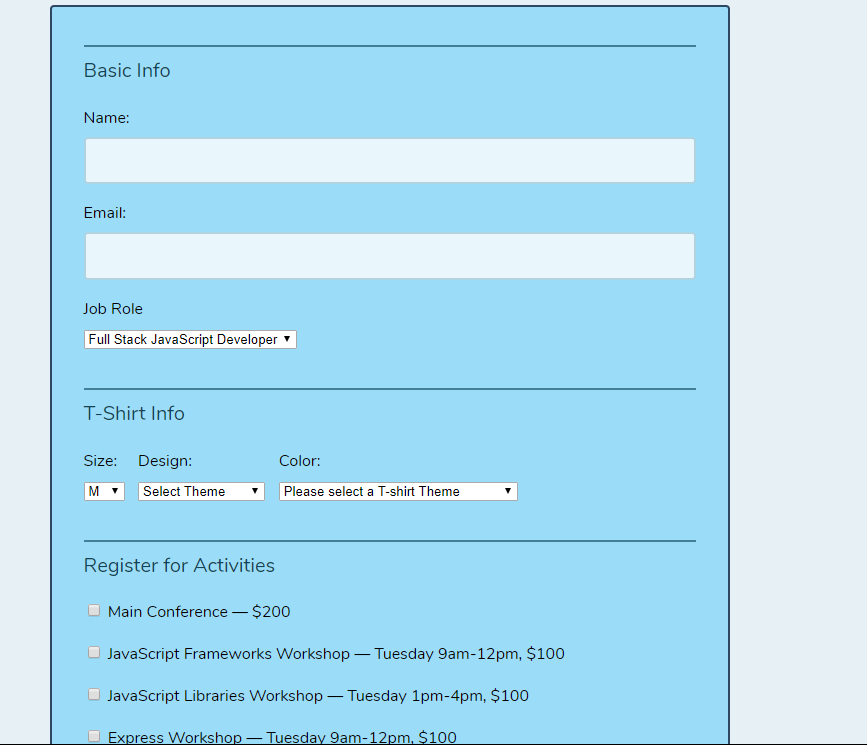 Basic Info
Name:
Email:
Job Role
Full Stack JavaScript Developer
T-Shirt Info
Size: Design: Color:
M Select Theme Please select a T-shirt Theme
Register for Activities
Main Conference — $200
JavaScript Frameworks Workshop — Tuesday 9am-12pm, $100
JavaScript Libraries Workshop — Tuesday 1pm-4pm, $100
Express Workshop — Tuesday 9am-12pm, $100